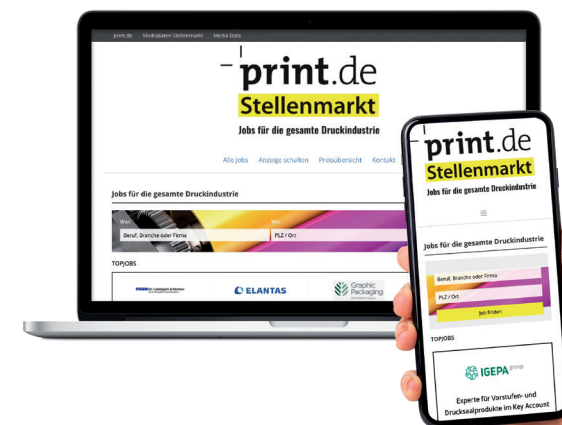 print.de Mediadaten Stellenmarkt Media Data
print.de
Stellenmarkt
Jobs für die gesamte Druckindustrie
Alle Jobs Anzeige schalten Preisübersicht Kontakt
Jobs für die gesamte Druckindustrie
Was
Wo
Beruf, Branche oder Firma
PLZ / Ort
TOPJOBS
ELANTAS
Graphic
Packaging
INTERNATIONAL
print.de
Stellenmarkt
Jobs für die gesamte Druckindustrie
Jobs für die gesamte Druckindustrie
Beruf, Branche oder Firma
PLZ / Ort
Job finden
TOPJOBS
IGEPA group
Experte für Vorstufen- und
Drucksaalprodukte im Key Account